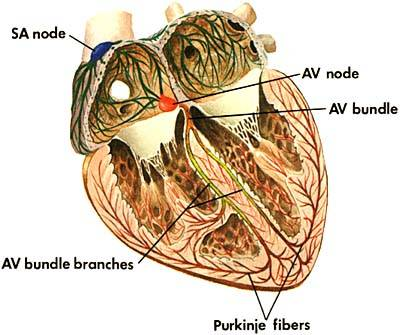 SA node
AV node
AV bundle
AV bundle branches
Purkinje fibers